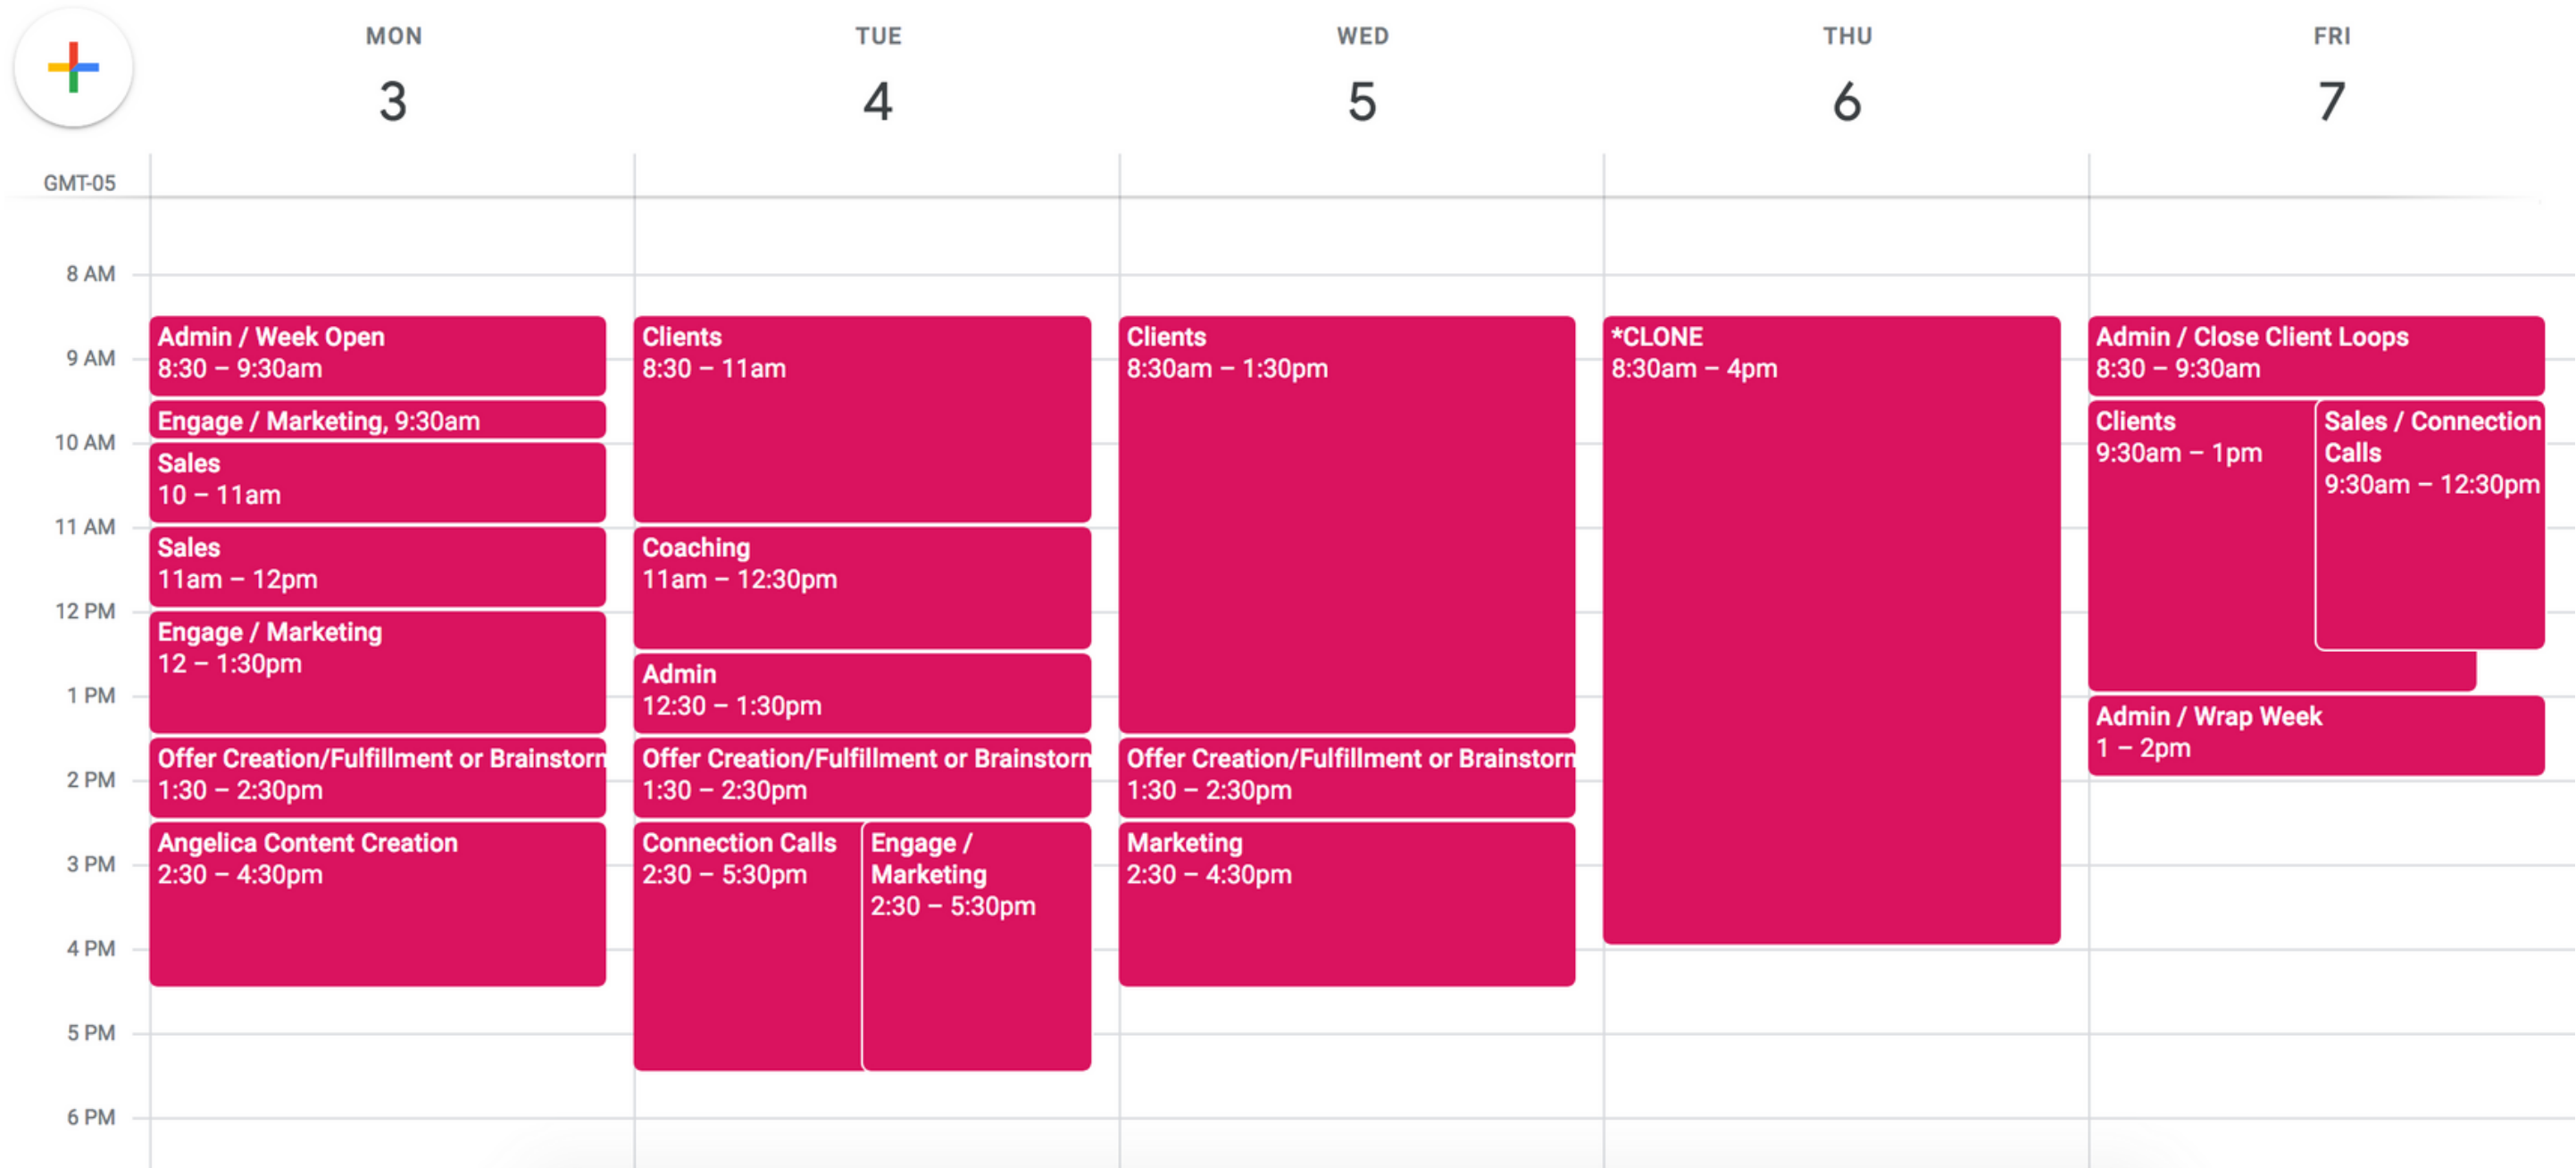 MON
3
TUE
4
WED
5
THU
6
FRI
7
GMT-05
8 AM
9 AM
10 AM
11 AM
12 PM
1 PM
2 PM
3 PM
4 PM
5 PM
6 PM
Admin / Week Open
8:30 – 9:30am
Engage / Marketing, 9:30am
Sales
10 – 11am
Sales
11am – 12pm
Engage / Marketing
12 – 1:30pm
Offer Creation/Fulfillment or Brainstorm
1:30 – 2:30pm
Angelica Content Creation
2:30 – 4:30pm
Clients
8:30 – 11am
Coaching
11am – 12:30pm
Admin
12:30 – 1:30pm
Offer Creation/Fulfillment or Brainstorm
1:30 – 2:30pm
Connection Calls
2:30 – 5:30pm
Engage /
Marketing
2:30 – 5:30pm
Clients
8:30am – 1:30pm
Offer Creation/Fulfillment or Brainstorm
1:30 – 2:30pm
Marketing
2:30 – 4:30pm
*CLONE
8:30am – 4pm
Admin / Close Client Loops
8:30 – 9:30am
Clients
9:30am – 1pm
Sales / Connection
Calls
9:30am – 12:30pm
Admin / Wrap Week
1 – 2pm